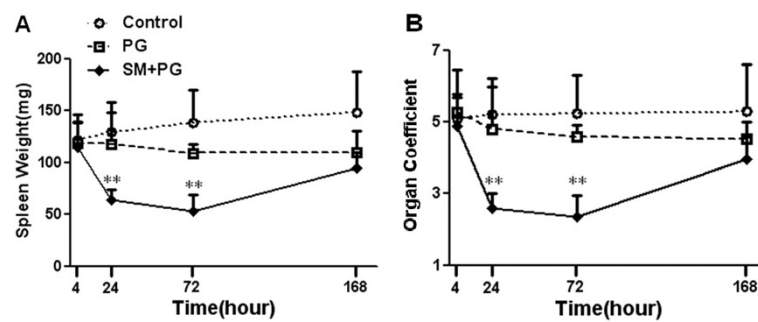 A
Control
PG
SM+PG
200
150
100
50
0
Spleen Weight(mg)
**
**
4
24
72
168
Time(hour)
B
7
5
3
1
Organ Coefficient
**
**
4
24
72
168
Time(hour)